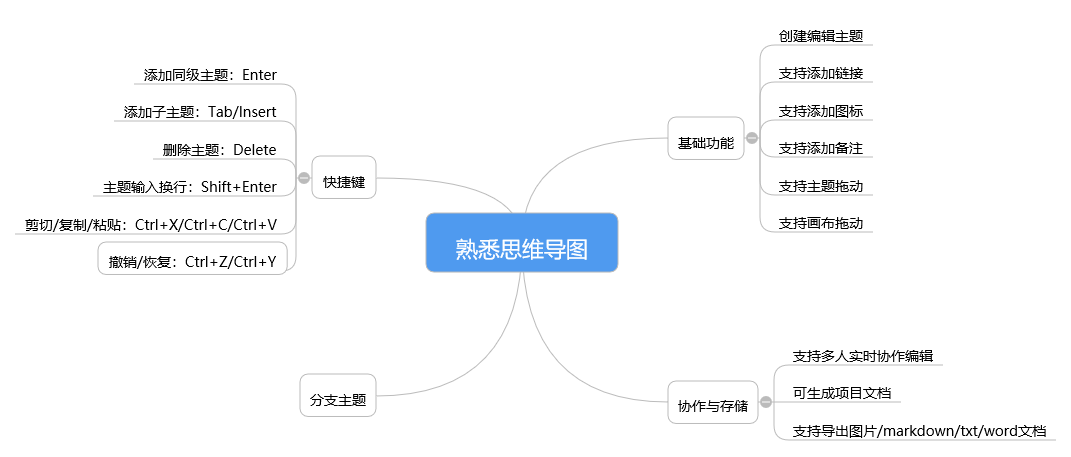 熟悉思维导图
基础功能
创建编辑主题
支持添加链接
支持添加图标
支持添加备注
支持主题拖动
支持画布拖动
协作与存储
支持多人实时协作编辑
可生成项目文档
支持导出图片/markdown/txt/word文档
快捷键
添加同级主题：Enter
添加子主题：Tab/Insert
删除主题：Delete
主题输入换行：Shift+Enter
剪切/复制/粘贴：Ctrl+X/Ctrl+C/Ctrl+V
撤销/恢复：Ctrl+Z/Ctrl+Y
分支主题